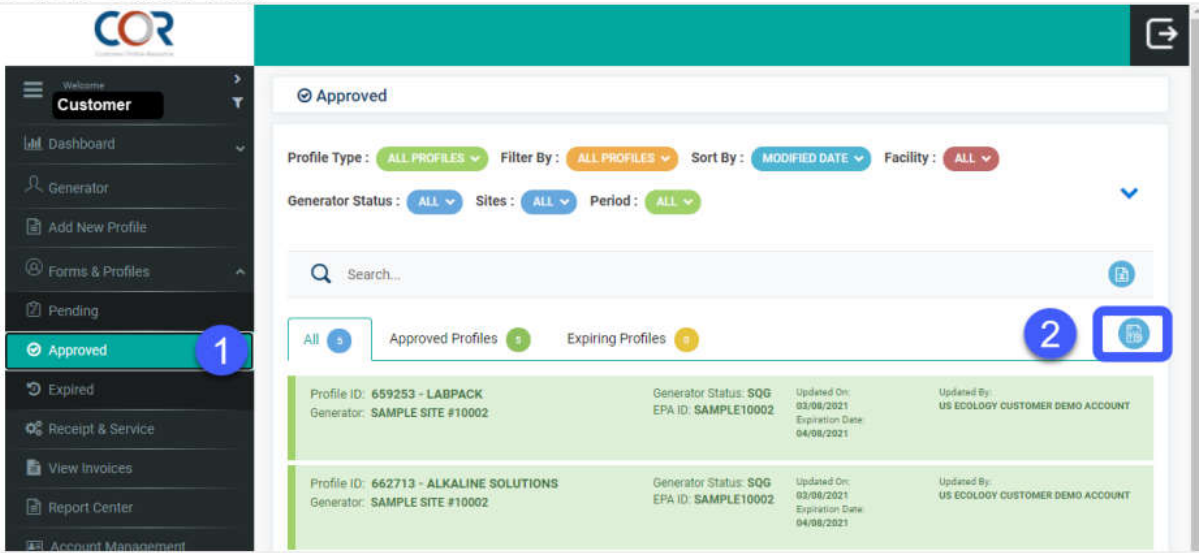 COR
Welcome
Customer
Dashboard
Generator
Add New Profile
Forms & Profiles
Pending
Approved
1
Expired
Receipt & Service
View Invoices
Report Center
Account Management
Approved
Profile Type : ALL PROFILES Filter By : ALL PROFILES Sort By : MODIFIED DATE Facility : ALL
Generator Status : ALL Sites : ALL Period : ALL
Search...
All 5 Approved Profiles 5 Expiring Profiles 0
2
Profile ID: 659253 - LABPACK
Generator: SAMPLE SITE #10002
Generator Status: SQG
EPA ID: SAMPLE10002
Updated On:
03/08/2021
Expiration Date:
04/08/2021
Updated By:
US ECOLOGY CUSTOMER DEMO ACCOUNT
Profile ID: 662713 - ALKALINE SOLUTIONS
Generator: SAMPLE SITE #10002
Generator Status: SQG
EPA ID: SAMPLE10002
Updated On:
03/08/2021
Expiration Date:
04/08/2021
Updated By:
US ECOLOGY CUSTOMER DEMO ACCOUNT